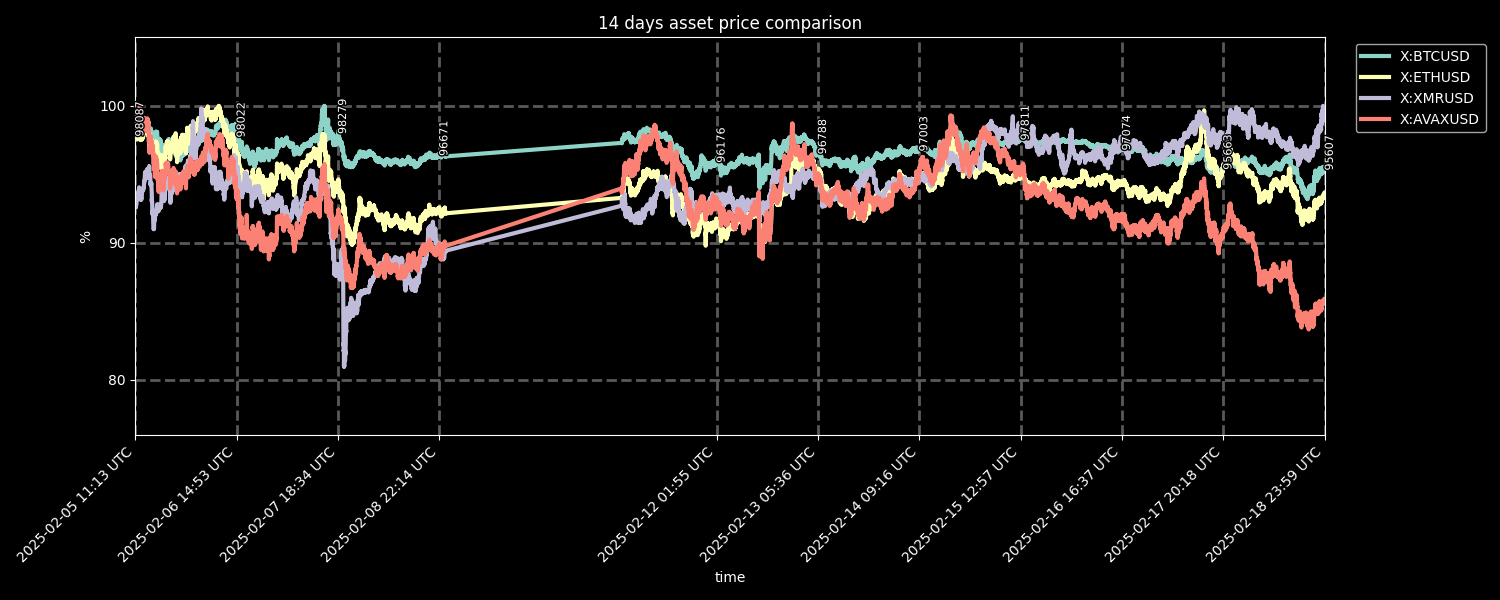 14 days asset price comparison
X:BTCUSD
X:ETHUSD
X:XMRUSD
X:AVAXUSD
100
90
80
%
98087
98022
98279
96671
96176
96788
97003
97811
97074
95663
95607
2025-02-05 11:13 UTC
2025-02-06 14:53 UTC
2025-02-07 18:34 UTC
2025-02-08 22:14 UTC
2025-02-12 01:55 UTC
2025-02-13 05:36 UTC
2025-02-14 09:16 UTC
2025-02-15 12:57 UTC
2025-02-16 16:37 UTC
2025-02-17 20:18 UTC
2025-02-18 23:59 UTC
time